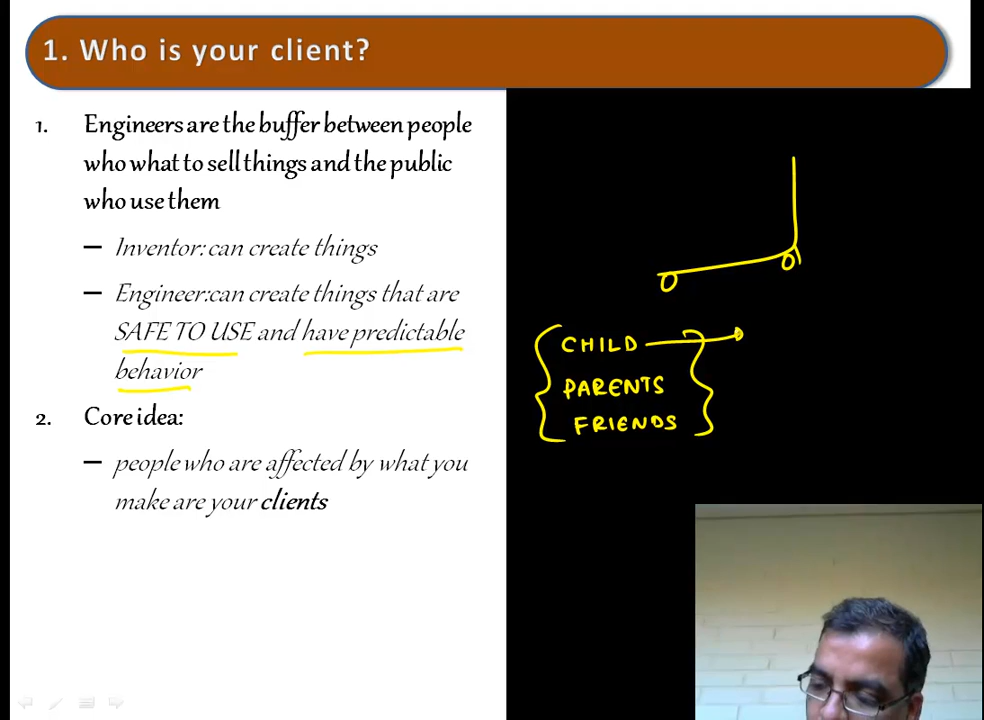 1. Who is your client?
1. Engineers are the buffer between people
who what to sell things and the public
who use them
– Inventor: can create things
– Engineer:can create things that are
SAFE TO USE and have predictable
behavior
2. Core idea:
– people who are affected by what you
make are your clients
CHILD
PARENTS
FRIENDS